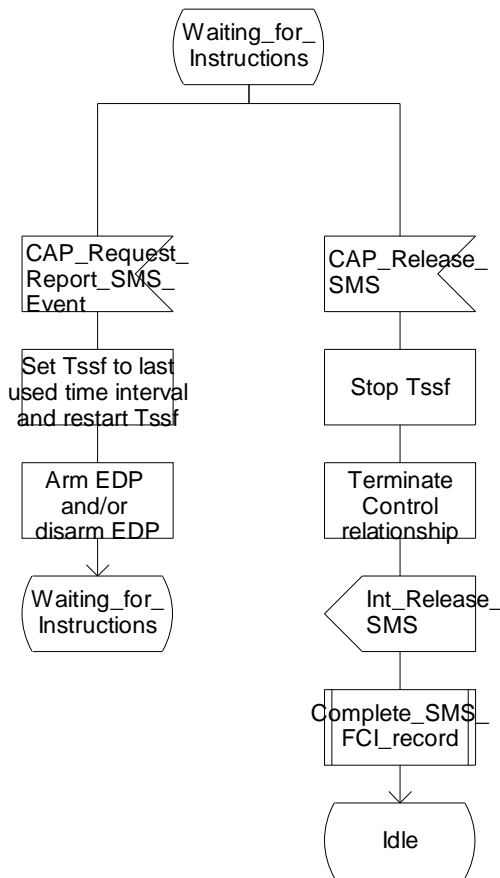 Waiting_for_
Instructions
CAP_Request_
Report_SMS_
Event
Set Tssf to last
used time interval
and restart Tssf
Arm EDP
and/or
disarm EDP
Waiting_for_
Instructions
CAP_Release_
SMS
Stop Tssf
Terminate
Control
relationship
Int_Release_
SMS
Complete_SMS_
FCI_record
Idle